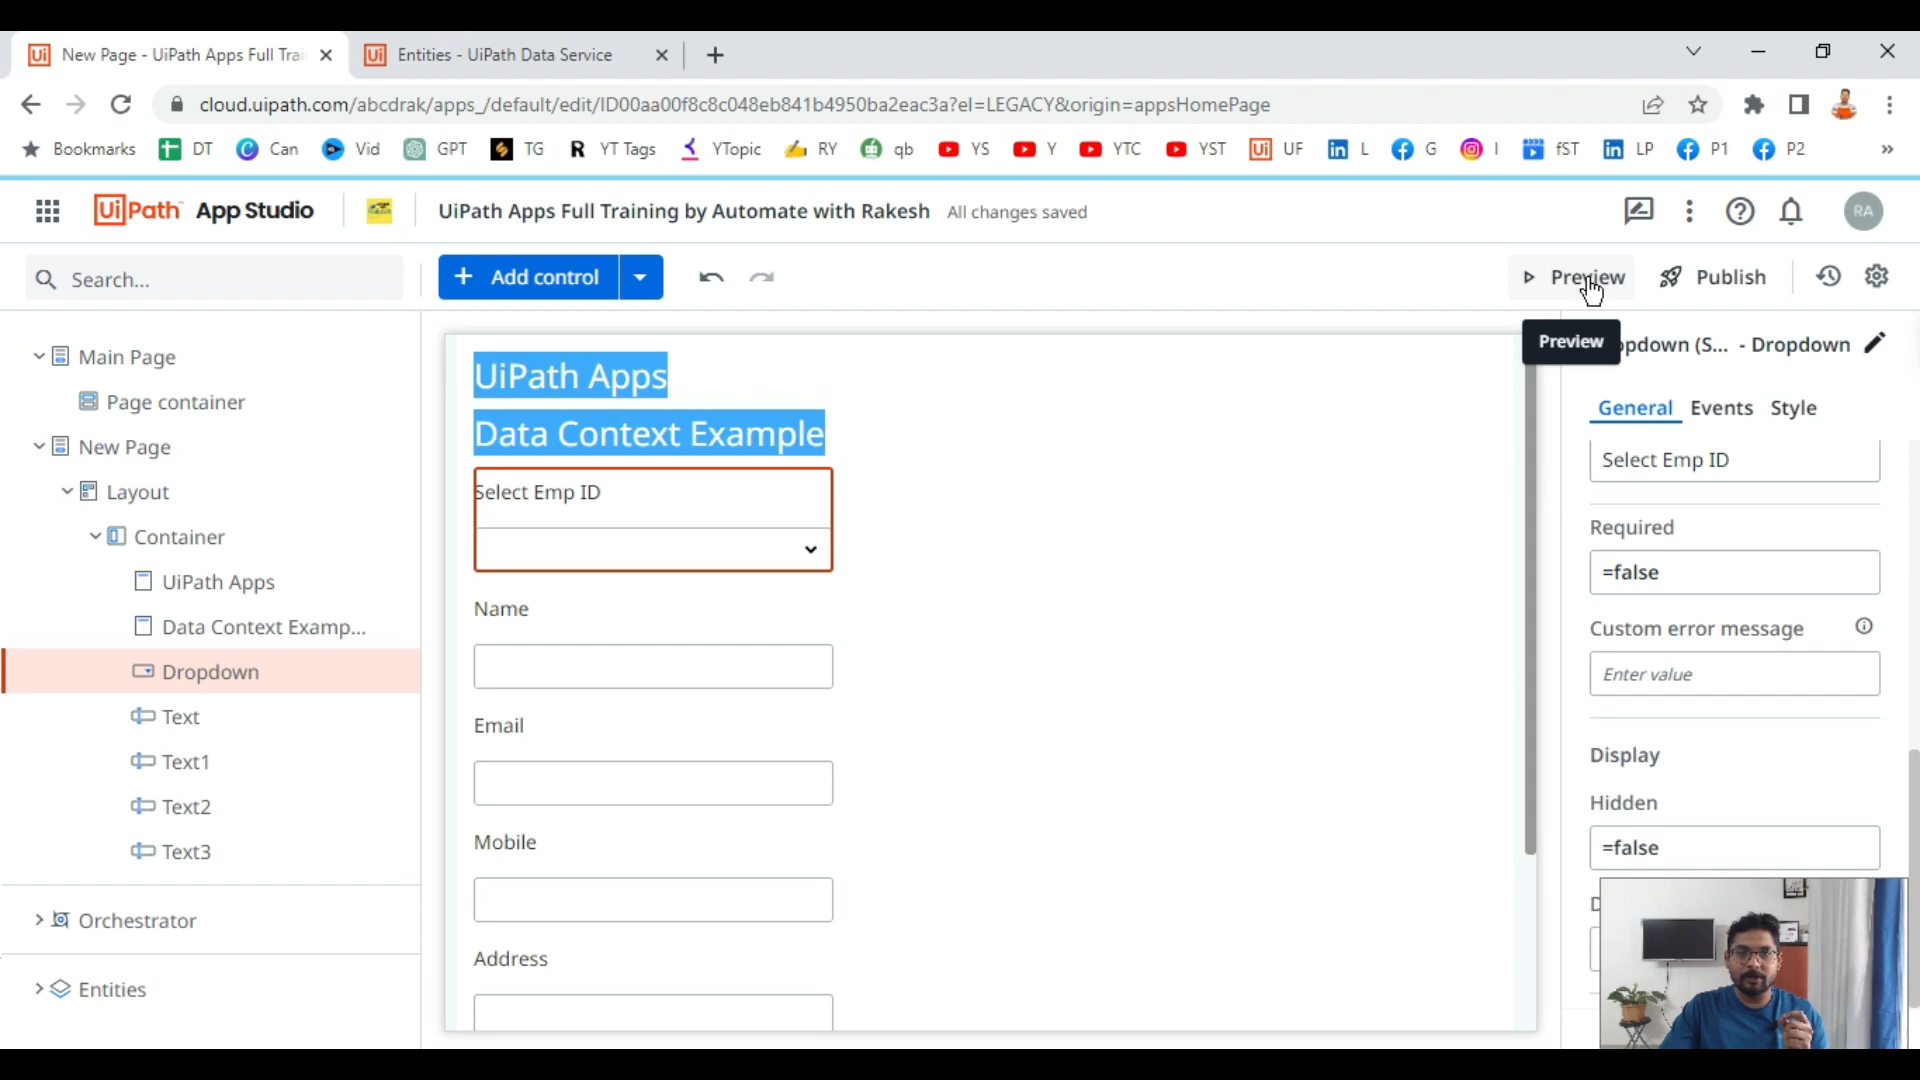 New Page - UiPath Apps Full Trai
Entities - UiPath Data Service
cloud.uipath.com/abcdrak/apps_/default/edit/ID00aa00f8c8c048eb841b4950ba2eac3a?el=LEGACY&origin=appsHomePage
Bookmarks DT Can Vid GPT TG YT Tags YTopic RY qb YS Y YTC YST UF L G I fST LP P1 P2 »
UiPath App Studio
UiPath Apps Full Training by Automate with Rakesh All changes saved
RA
Search...
+ Add control
Preview
Publish
Preview
opdown (S... - Dropdown
General Events Style
Select Emp ID
Required
=false
Custom error message
Enter value
Display
Hidden
=false
D
Main Page
Page container
New Page
Layout
Container
UiPath Apps
Data Context Examp...
Dropdown
Text
Text1
Text2
Text3
Orchestrator
Entities
UiPath Apps
Data Context Example
Select Emp ID
Name
Email
Mobile
Address